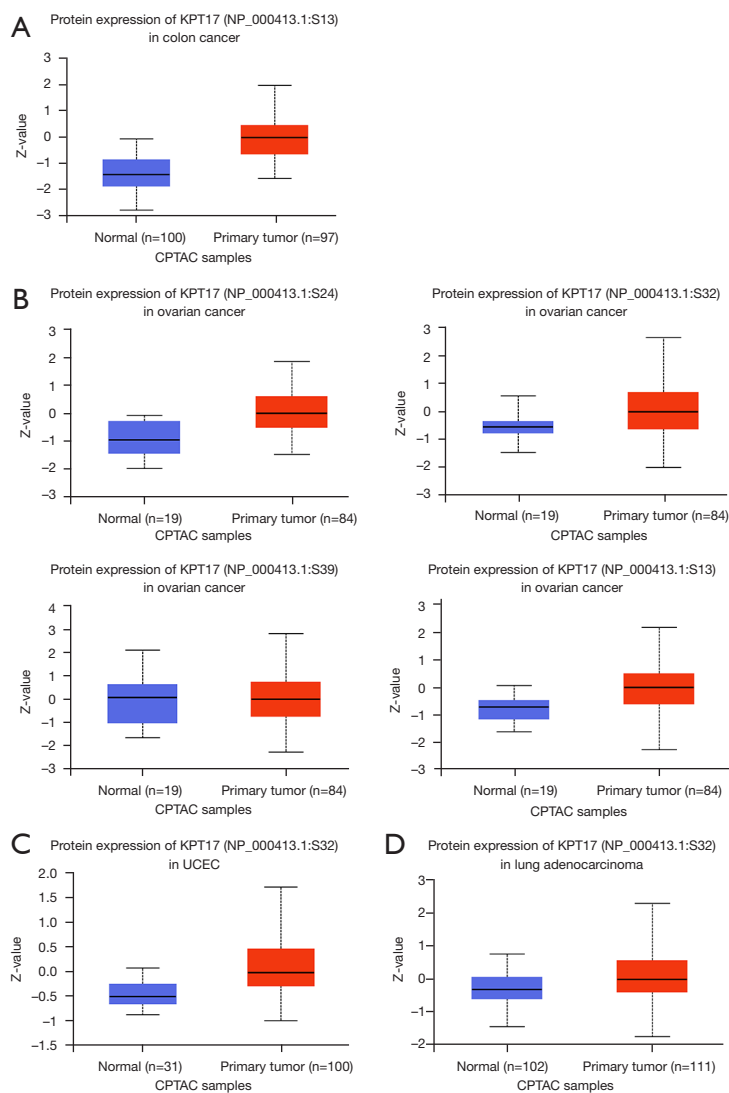 A
Protein expression of KPT17 (NP_000413.1:S13)
in colon cancer
Z-value
3
2
1
0
−1
−2
−3
Normal (n=100)
Primary tumor (n=97)
CPTAC samples
B
Protein expression of KPT17 (NP_000413.1:S24)
in ovarian cancer
Z-value
3
2
1
0
−1
−2
−3
Normal (n=19)
Primary tumor (n=84)
CPTAC samples
Protein expression of KPT17 (NP_000413.1:S32)
in ovarian cancer
Z-value
3
2
1
0
−1
−2
−3
Normal (n=19)
Primary tumor (n=84)
CPTAC samples
Protein expression of KPT17 (NP_000413.1:S39)
in ovarian cancer
Z-value
4
3
2
1
0
−1
−2
−3
Normal (n=19)
Primary tumor (n=84)
CPTAC samples
Protein expression of KPT17 (NP_000413.1:S13)
in ovarian cancer
Z-value
3
2
1
0
−1
−2
−3
Normal (n=19)
Primary tumor (n=84)
CPTAC samples
C
Protein expression of KPT17 (NP_000413.1:S32)
in UCEC
Z-value
2.0
1.5
1.0
0.5
0.0
−0.5
−1
−1.5
Normal (n=31)
Primary tumor (n=100)
CPTAC samples
D
Protein expression of KPT17 (NP_000413.1:S32)
in lung adenocarcinoma
Z-value
3
2
1
0
−1
−2
Normal (n=102)
Primary tumor (n=111)
CPTAC samples